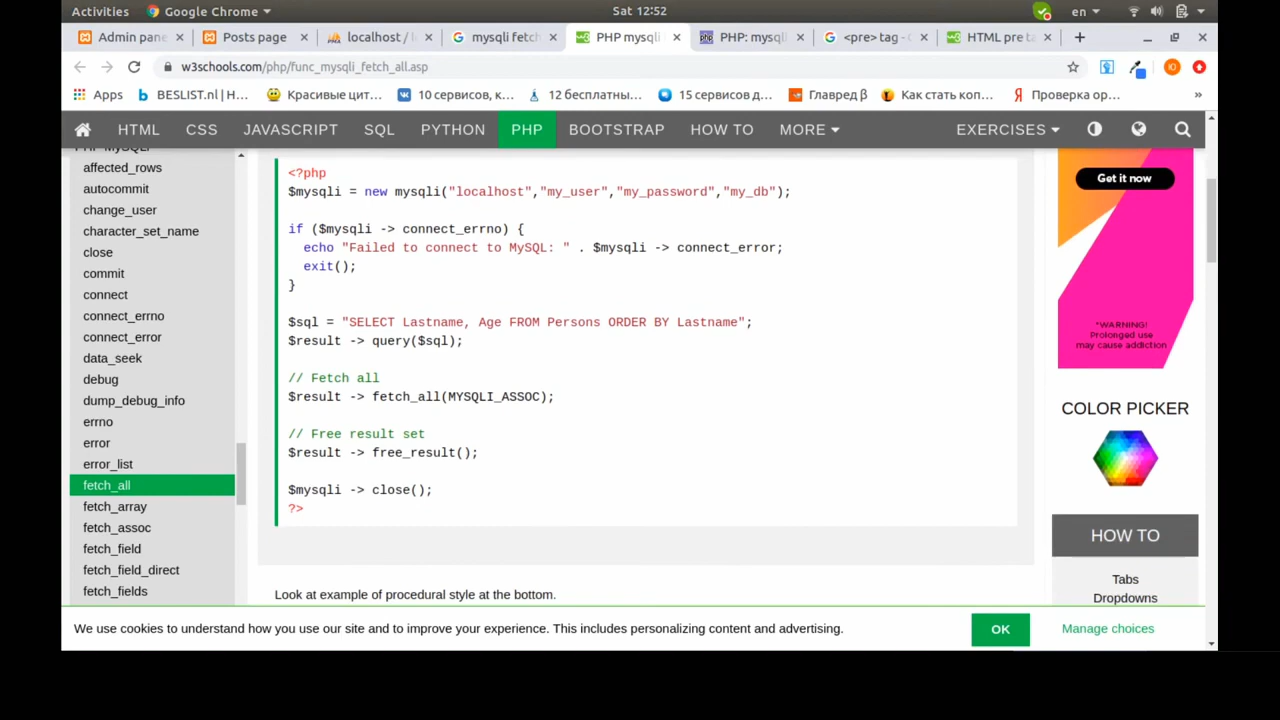 Activities
Google Chrome
Sat 12:52
en
Admin pane
Posts page
localhost / l
mysqli fetch
PHP mysqli
PHP: mysql
<pre> tag - G
HTML pre t
w3schools.com/php/func_mysqli_fetch_all.asp
Apps
BESLIST.nl | H...
Красивые цит...
10 сервисов, к...
12 бесплатны...
15 сервисов д...
Главред β
Как стать коп...
Проверка ор...
»
HTML
CSS
JAVASCRIPT
SQL
PYTHON
PHP
BOOTSTRAP
HOW TO
MORE
EXERCISES
PHP MySQLi
affected_rows
autocommit
change_user
character_set_name
close
commit
connect
connect_errno
connect_error
data_seek
debug
dump_debug_info
errno
error
error_list
fetch_all
fetch_array
fetch_assoc
fetch_field
fetch_field_direct
fetch_fields
<?php
$mysqli = new mysqli("localhost","my_user","my_password","my_db");
if ($mysqli -> connect_errno) {
echo "Failed to connect to MySQL: " . $mysqli -> connect_error;
exit();
}
$sql = "SELECT Lastname, Age FROM Persons ORDER BY Lastname";
$result -> query($sql);
// Fetch all
$result -> fetch_all(MYSQLI_ASSOC);
// Free result set
$result -> free_result();
$mysqli -> close();
?>
Look at example of procedural style at the bottom.
Get it now
*WARNING!
Prolonged use
may cause addiction
COLOR PICKER
HOW TO
Tabs
Dropdowns
We use cookies to understand how you use our site and to improve your experience. This includes personalizing content and advertising.
OK
Manage choices